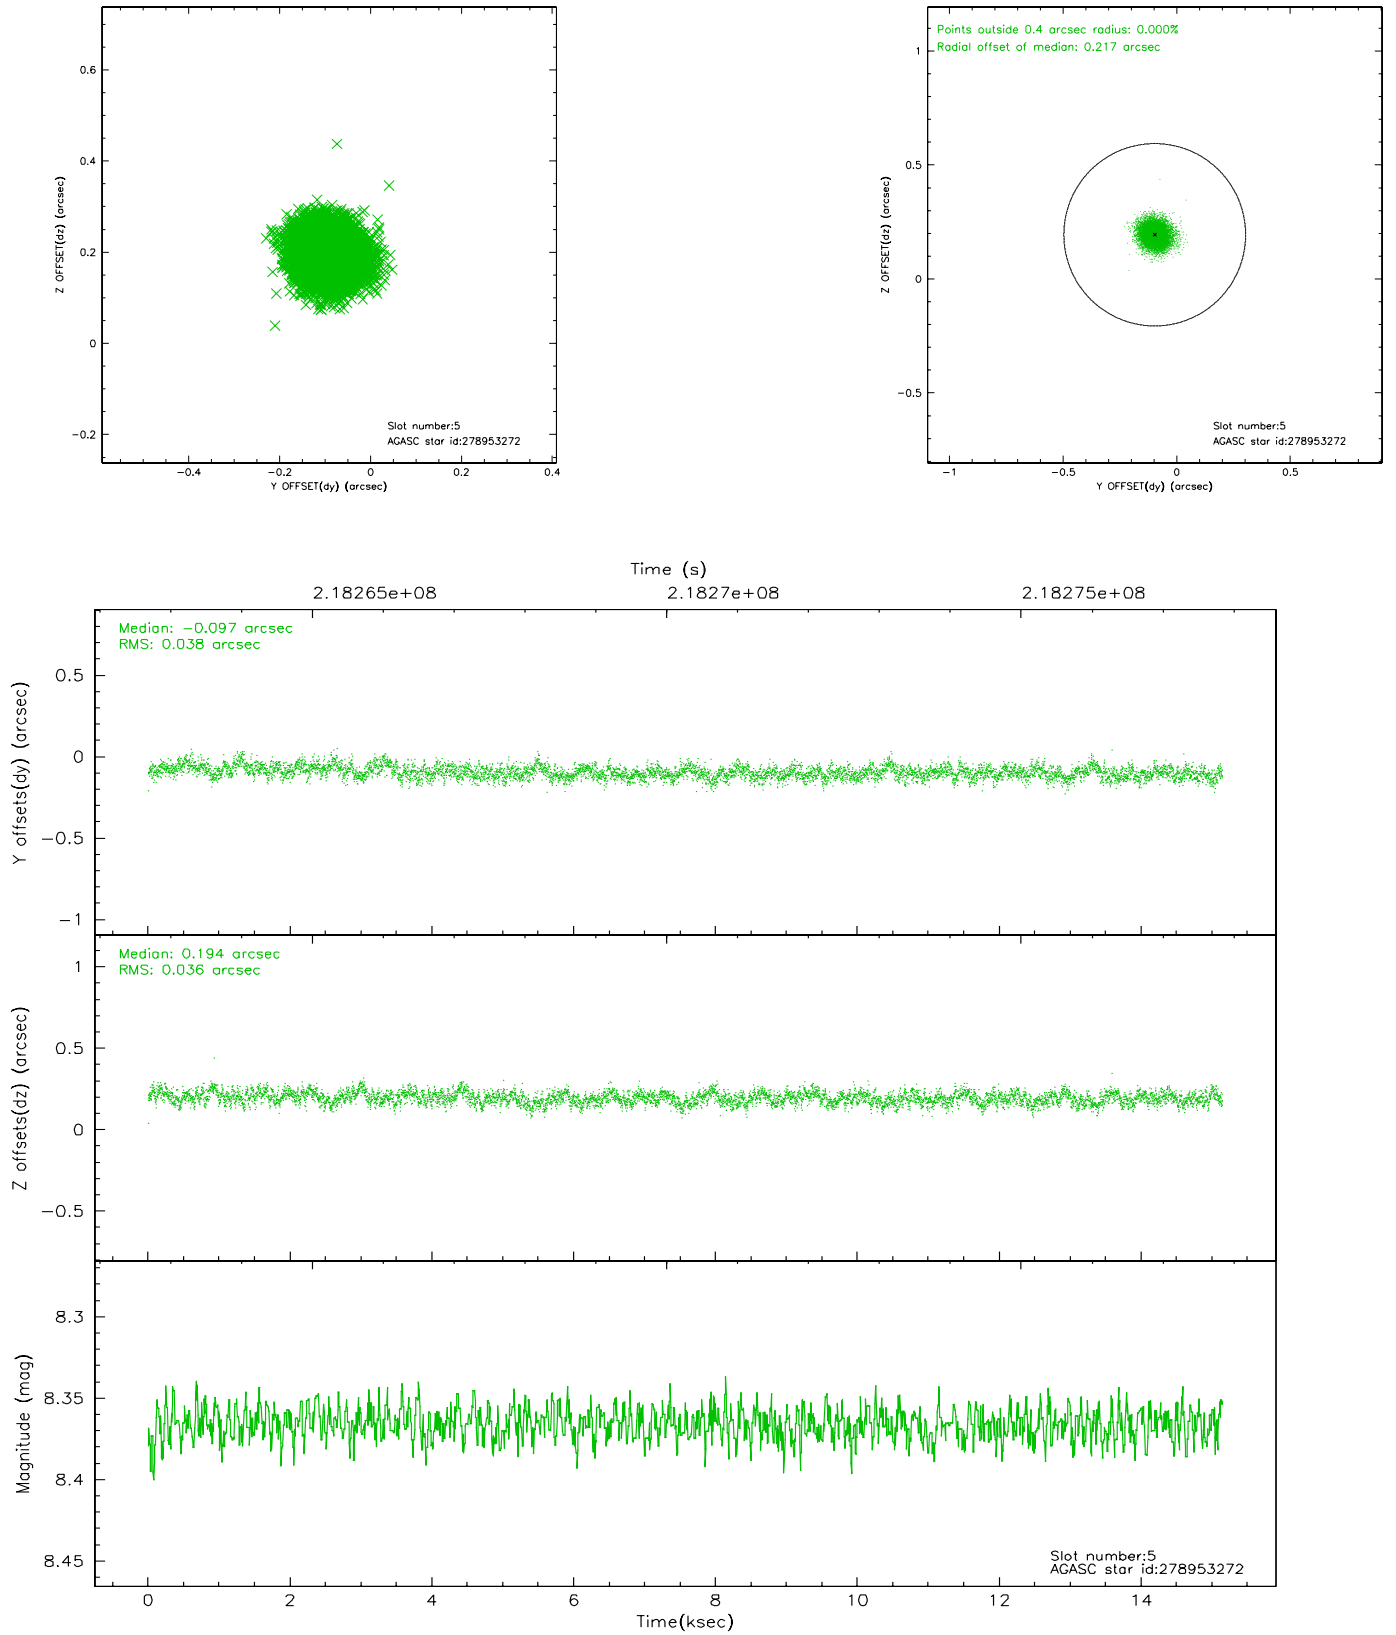 0.6
0.4
0.2
0
−0.2
Z OFFSET(dz) (arcsec)
Slot number:5
AGASC star id:278953272
−0.4 −0.2 0 0.2 0.4
Y OFFSET(dy) (arcsec)
Points outside 0.4 arcsec radius: 0.000%
Radial offset of median: 0.217 arcsec
1
0.5
0
−0.5
Z OFFSET(dz) (arcsec)
Slot number:5
AGASC star id:278953272
−1 −0.5 0 0.5
Y OFFSET(dy) (arcsec)
Time (s)
2.18265e+08 2.1827e+08 2.18275e+08
Median: −0.097 arcsec
RMS: 0.038 arcsec
0.5
0
−0.5
−1
Y offsets(dy) (arcsec)
Median: 0.194 arcsec
RMS: 0.036 arcsec
1
0.5
0
−0.5
Z offsets(dz) (arcsec)
8.3
8.35
8.4
8.45
Magnitude (mag)
Slot number:5
AGASC star id:278953272
0 2 4 6 8 10 12 14
Time(ksec)